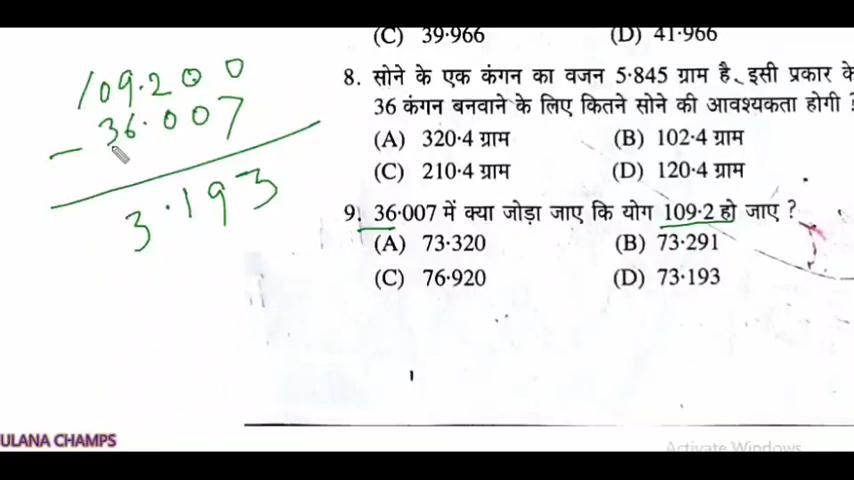 109.200
- 36.007
3.193
(C) 39·966 (D) 41·966
8. सोने के एक कंगन का वजन 5·845 ग्राम है, इसी प्रकार के
36 कंगन बनवाने के लिए कितने सोने की आवश्यकता होगी ?
(A) 320·4 ग्राम (B) 102·4 ग्राम
(C) 210·4 ग्राम (D) 120·4 ग्राम
9. 36·007 में क्या जोड़ा जाए कि योग 109·2 हो जाए ?
(A) 73·320 (B) 73·291
(C) 76·920 (D) 73·193
ULANA CHAMPS
Activate Windows